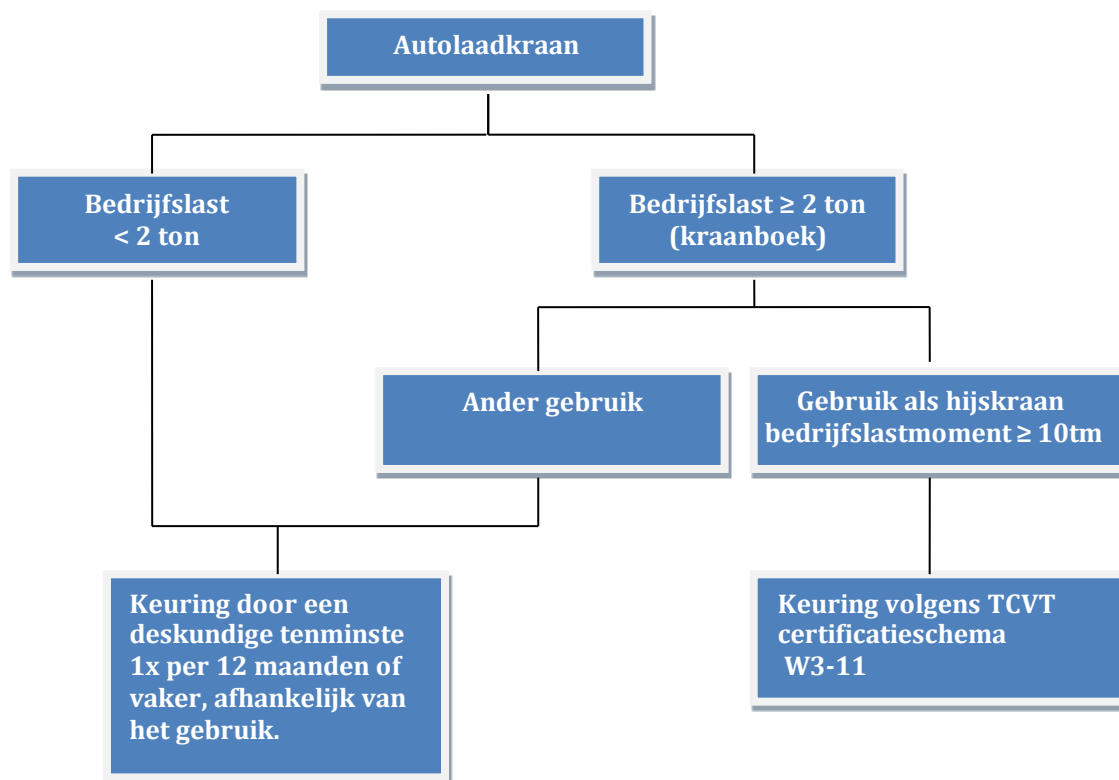 Autolaadkraan
Bedrijfslast
< 2 ton
Bedrijfslast ≥ 2 ton
(kraanboek)
Ander gebruik
Gebruik als hijskraan
bedrijfslastmoment ≥ 10tm
Keuring door een
deskundige tenminste
1x per 12 maanden of
vaker, afhankelijk van
het gebruik.
Keuring volgens TCVT
certificatieschema
W3-11